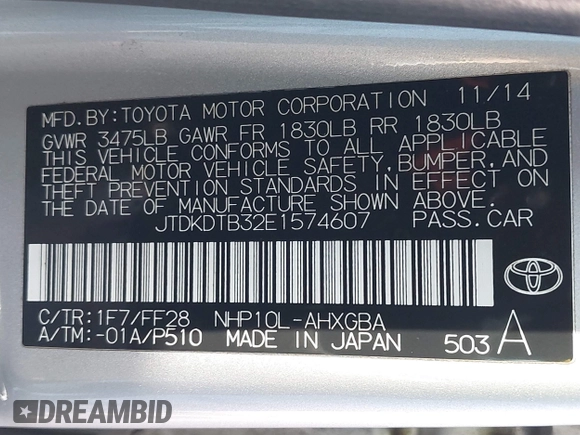 MFD.BY:TOYOTA MOTOR CORPORATION 11/14
GVWR 3475LB GAWR FR 1830LB RR 1830LB
THIS VEHICLE CONFORMS TO ALL APPLICABLE
FEDERAL MOTOR VEHICLE SAFETY,BUMPER,AND
THEFT PREVENTION STANDARDS IN EFFECT ON
THE DATE OF MANUFACTURE SHOWN ABOVE.
JTDKDTB32E1574607 PASS.CAR
C/TR:1F7/FF28 NHP10L-AHXGBA
A/TM:-01A/P510 MADE IN JAPAN 503 A
DREAMBID